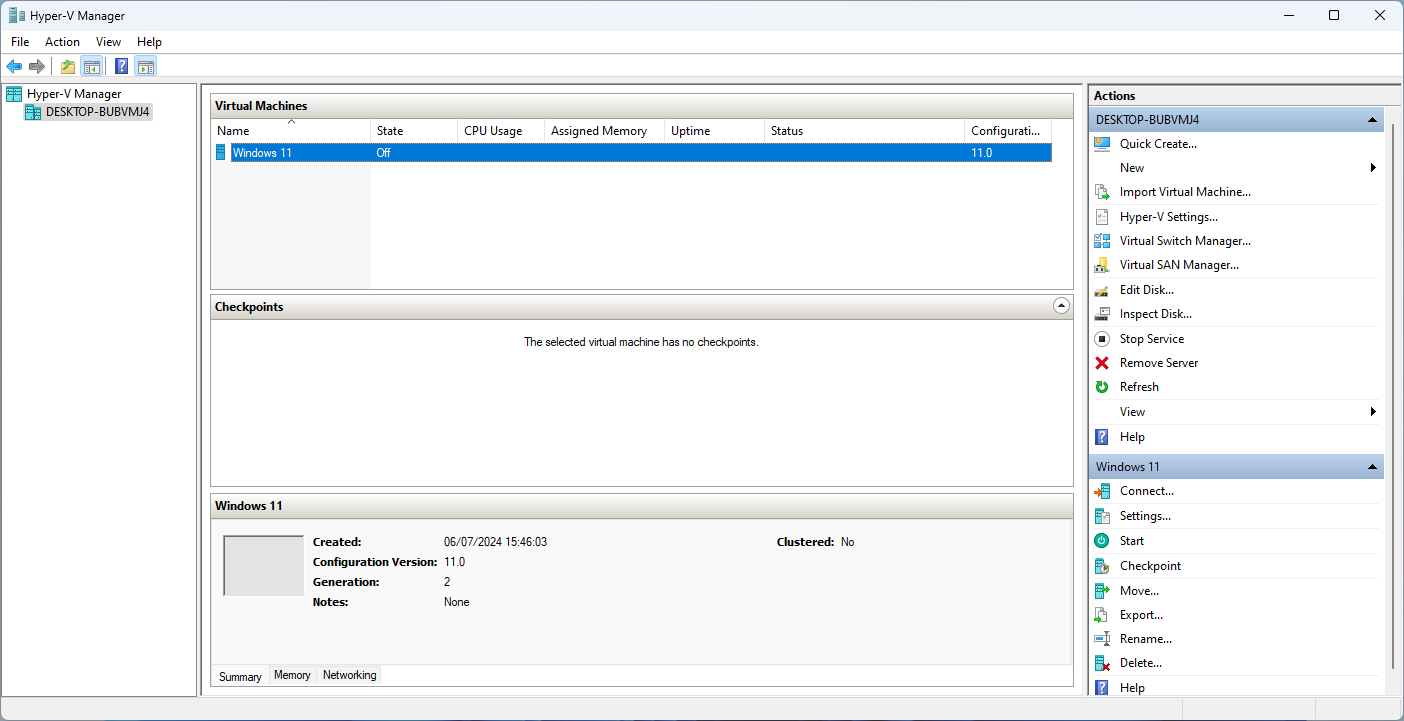 Hyper-V Manager
File Action View Help
Hyper-V Manager
DESKTOP-BUBVMJ4
Virtual Machines
Name State CPU Usage Assigned Memory Uptime Status Configurati...
Windows 11 Off 11.0
Checkpoints
The selected virtual machine has no checkpoints.
Windows 11
Created: 06/07/2024 15:46:03 Clustered: No
Configuration Version: 11.0
Generation: 2
Notes: None
Summary Memory Networking
Actions
DESKTOP-BUBVMJ4
Quick Create...
New
Import Virtual Machine...
Hyper-V Settings...
Virtual Switch Manager...
Virtual SAN Manager...
Edit Disk...
Inspect Disk...
Stop Service
Remove Server
Refresh
View
Help
Windows 11
Connect...
Settings...
Start
Checkpoint
Move...
Export...
Rename...
Delete...
Help